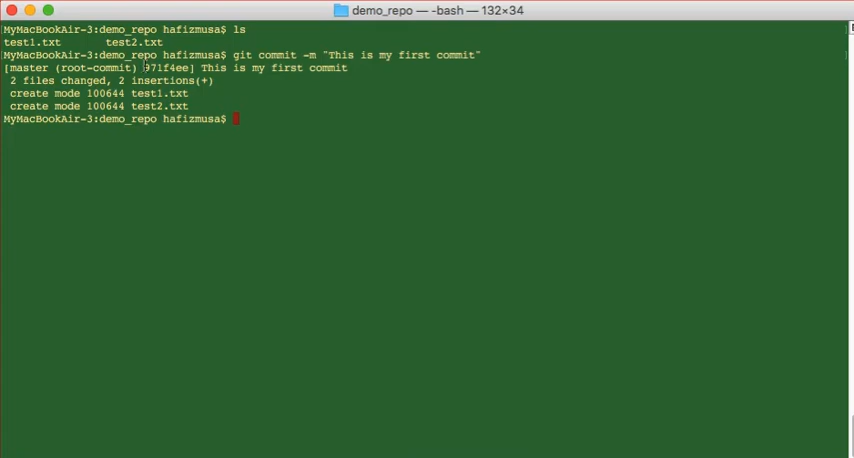 demo_repo — -bash — 132×34
MyMacBookAir-3:demo_repo hafizmusa$ ls
test1.txt test2.txt
MyMacBookAir-3:demo_repo hafizmusa$ git commit -m "This is my first commit"
[master (root-commit) 971f4ee] This is my first commit
2 files changed, 2 insertions(+)
create mode 100644 test1.txt
create mode 100644 test2.txt
MyMacBookAir-3:demo_repo hafizmusa$